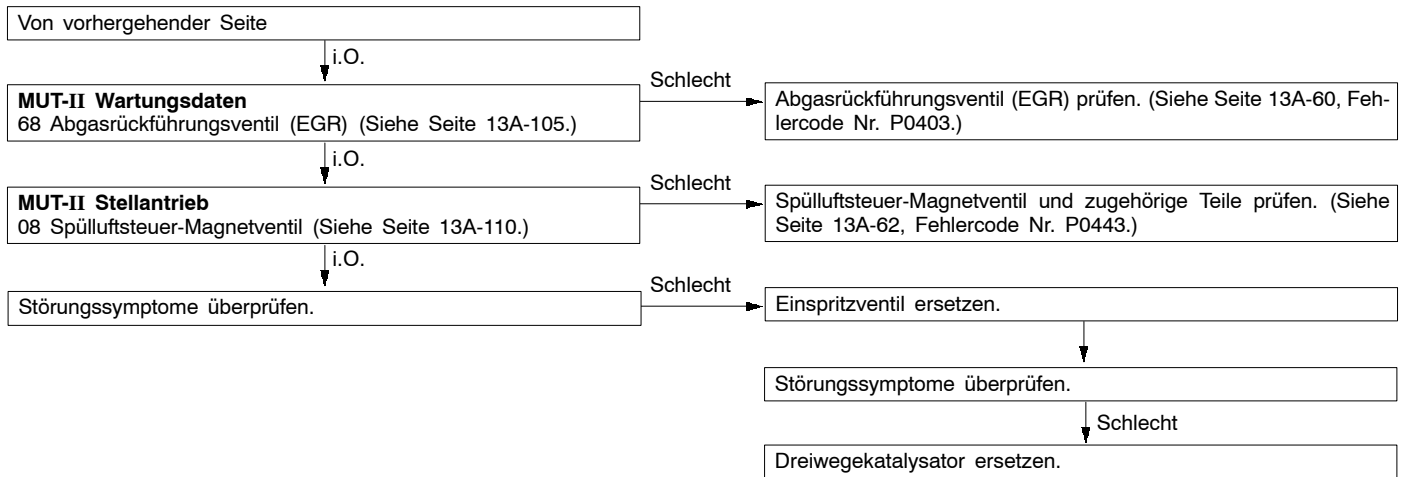 Von vorhergehender Seite
i.O.
MUT-II Wartungsdaten
68 Abgasrückführungsventil (EGR) (Siehe Seite 13A-105.)
Schlecht
Abgasrückführungsventil (EGR) prüfen. (Siehe Seite 13A-60, Feh-
lercode Nr. P0403.)
i.O.
MUT-II Stellantrieb
08 Spülluftsteuer-Magnetventil (Siehe Seite 13A-110.)
Schlecht
Spülluftsteuer-Magnetventil und zugehörige Teile prüfen. (Siehe
Seite 13A-62, Fehlercode Nr. P0443.)
i.O.
Störungssymptome überprüfen.
Schlecht
Einspritzventil ersetzen.
Störungssymptome überprüfen.
Schlecht
Dreiwegekatalysator ersetzen.